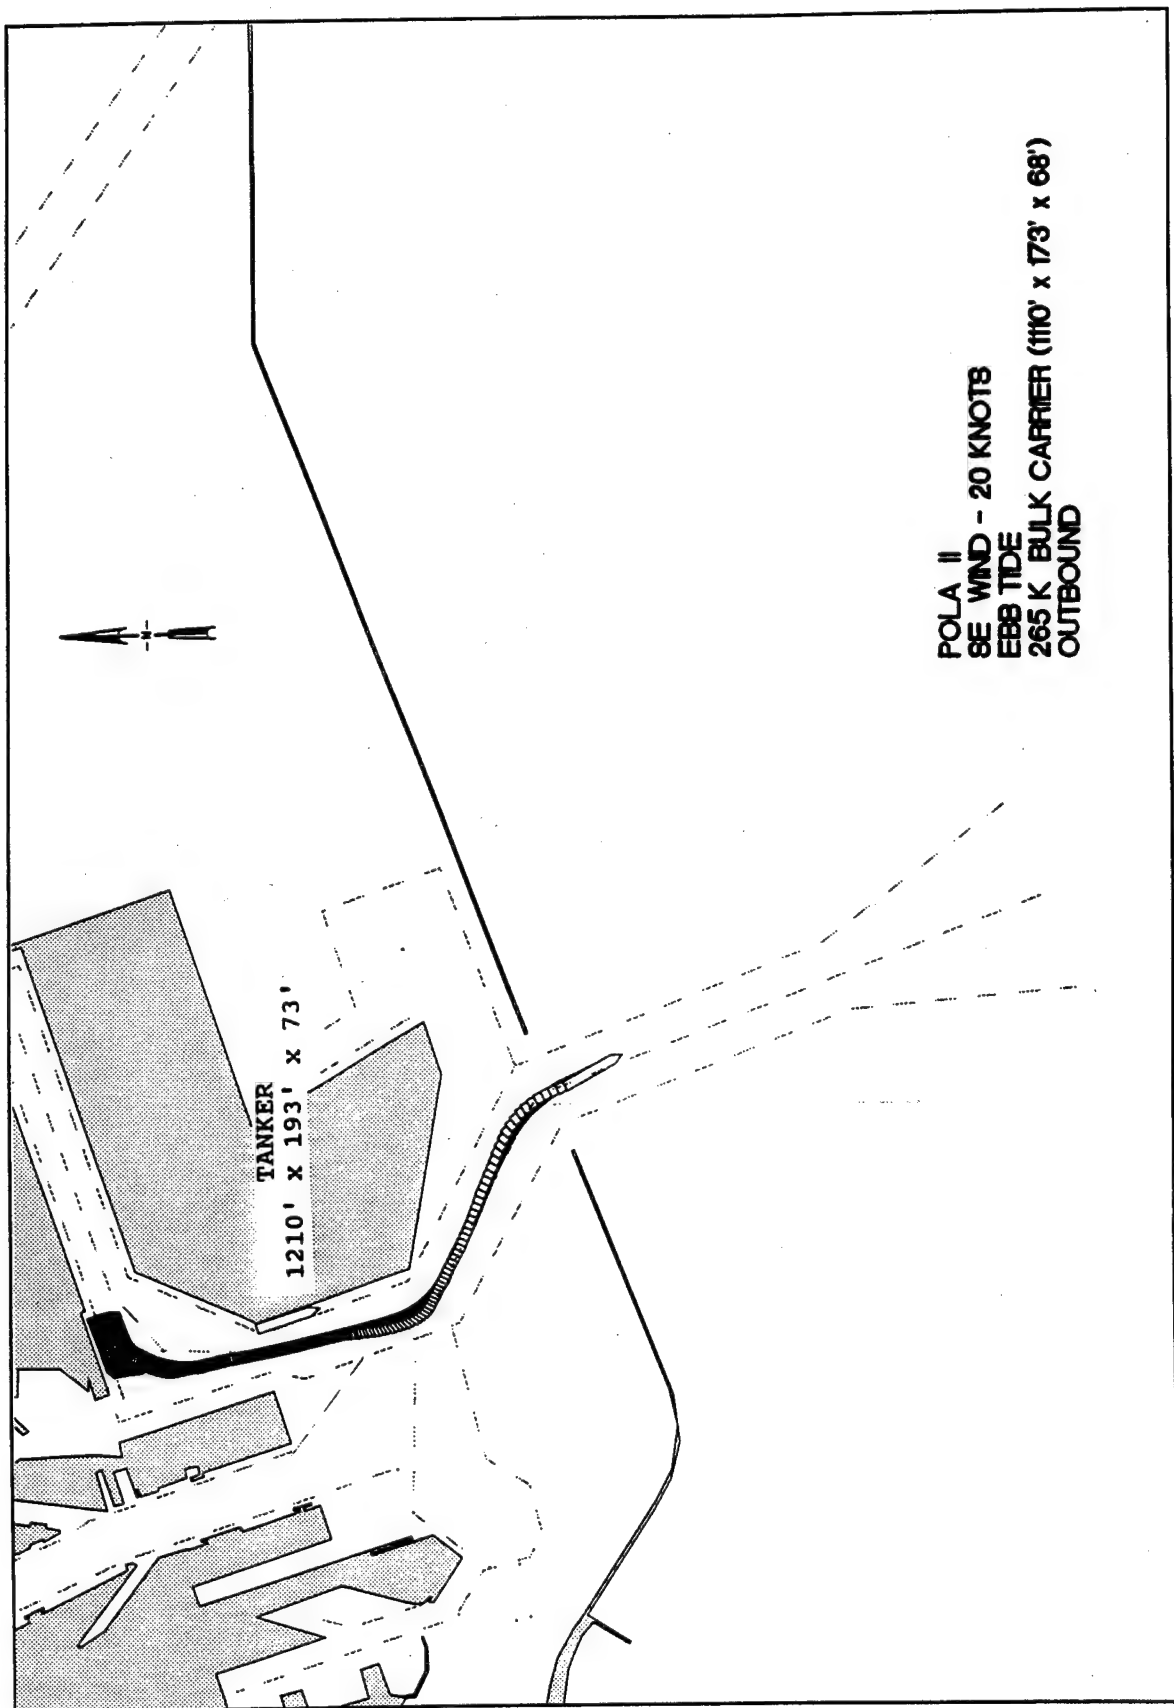 TANKER
1210' x 193' x 73'
N
POLA II
SE WIND - 20 KNOTS
EBB TIDE
265 K BULK CARRIER (1110' x 173' x 68')
OUTBOUND